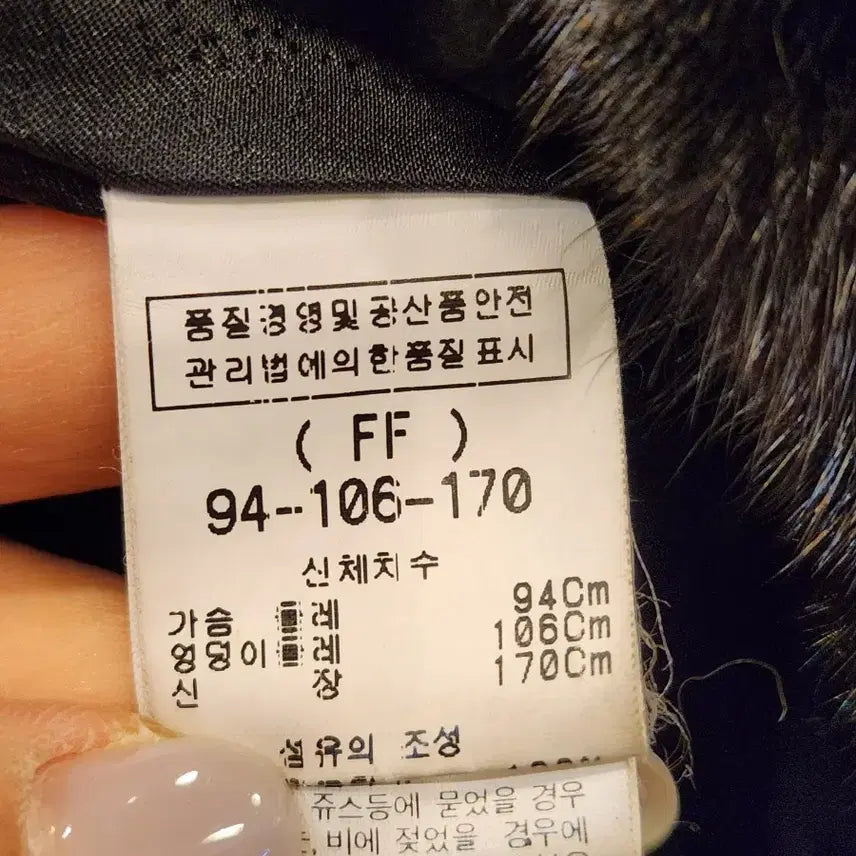 품질경영및공산품안전
관리법에의한품질표시
( FF )
94-106-170
신체치수
가슴둘레 94Cm
엉덩이둘레 106Cm
신장 170Cm
섬유의 조성
쥬스등에 묻었을 경우
비에 젖었을 경우에